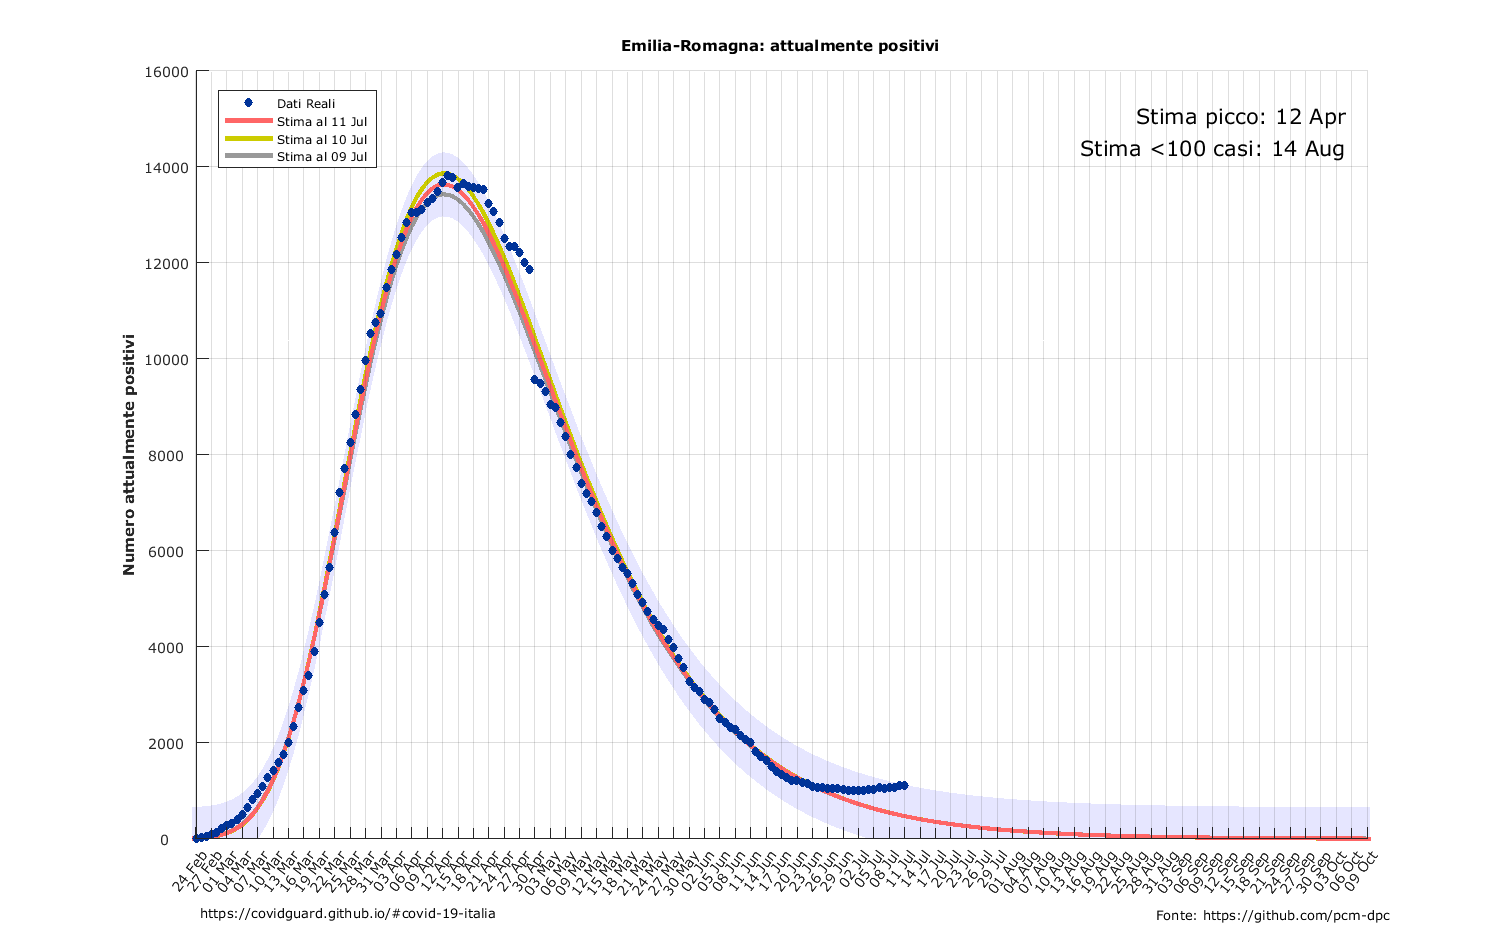 Emilia-Romagna: attualmente positivi
16000
14000
12000
10000
8000
6000
4000
2000
0
Numero attualmente positivi
Dati Reali
Stima al 11 Jul
Stima al 10 Jul
Stima al 09 Jul
Stima picco: 12 Apr
Stima <100 casi: 14 Aug
24 Feb
27 Feb
01 Mar
04 Mar
07 Mar
10 Mar
13 Mar
16 Mar
19 Mar
22 Mar
25 Mar
28 Mar
31 Mar
03 Apr
06 Apr
09 Apr
12 Apr
15 Apr
18 Apr
21 Apr
24 Apr
27 Apr
30 Apr
03 May
06 May
09 May
12 May
15 May
18 May
21 May
24 May
27 May
30 May
02 Jun
05 Jun
08 Jun
11 Jun
14 Jun
17 Jun
20 Jun
23 Jun
26 Jun
29 Jun
02 Jul
05 Jul
08 Jul
11 Jul
14 Jul
17 Jul
20 Jul
23 Jul
26 Jul
29 Jul
01 Aug
04 Aug
07 Aug
10 Aug
13 Aug
16 Aug
19 Aug
22 Aug
25 Aug
28 Aug
31 Aug
03 Sep
06 Sep
09 Sep
12 Sep
15 Sep
18 Sep
21 Sep
24 Sep
27 Sep
30 Sep
03 Oct
06 Oct
09 Oct
https://covidguard.github.io/#covid-19-italia
Fonte: https://github.com/pcm-dpc